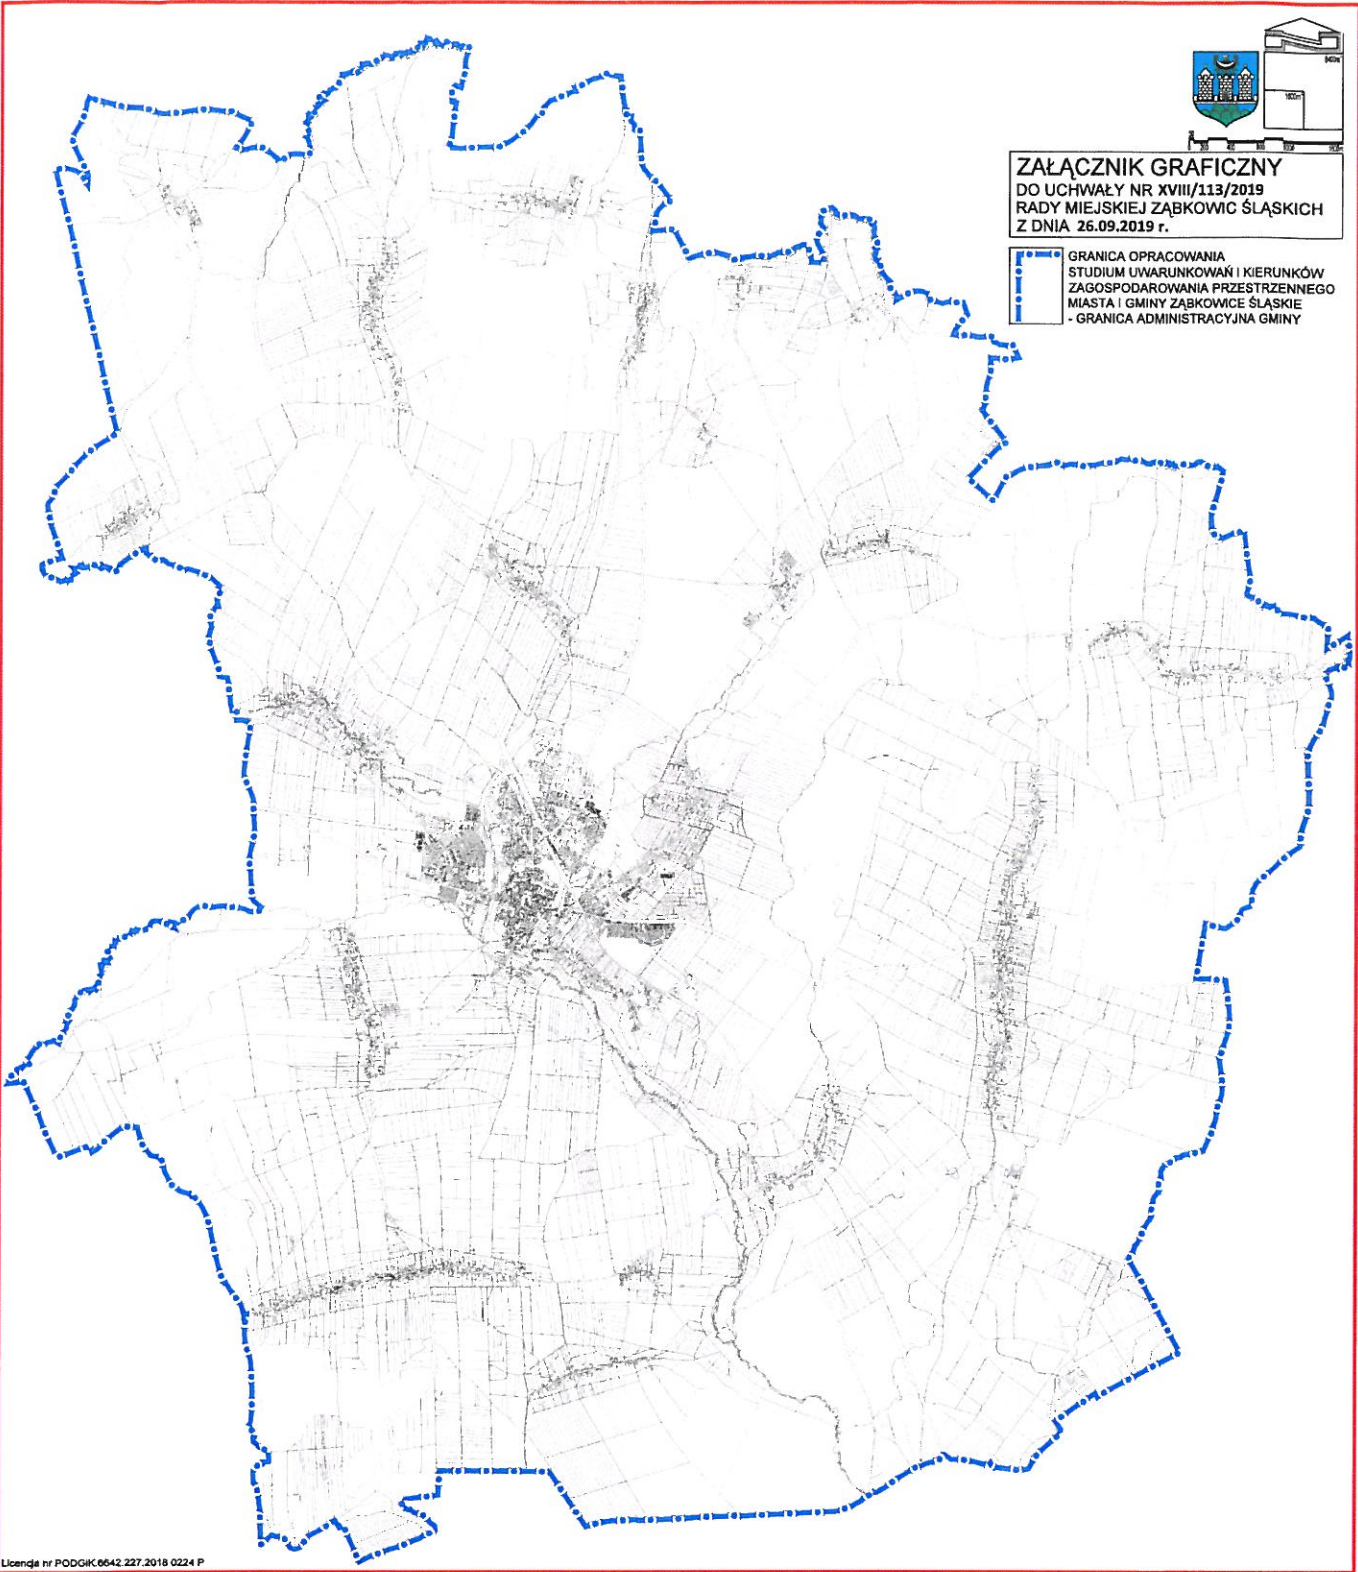 ZAŁĄCZNIK GRAFICZNY
DO UCHWAŁY NR XVIII/113/2019
RADY MIEJSKIEJ ZĄBKOWIC ŚLĄSKICH
Z DNIA 26.09.2019 r.
GRANICA OPRACOWANIA
STUDIUM UWARUNKOWAŃ I KIERUNKÓW
ZAGOSPODAROWANIA PRZESTRZENNEGO
MIASTA I GMINY ZĄBKOWICE ŚLĄSKIE
- GRANICA ADMINISTRACYJNA GMINY
Licencja nr PODGiK.6642.227.2018 0224 P